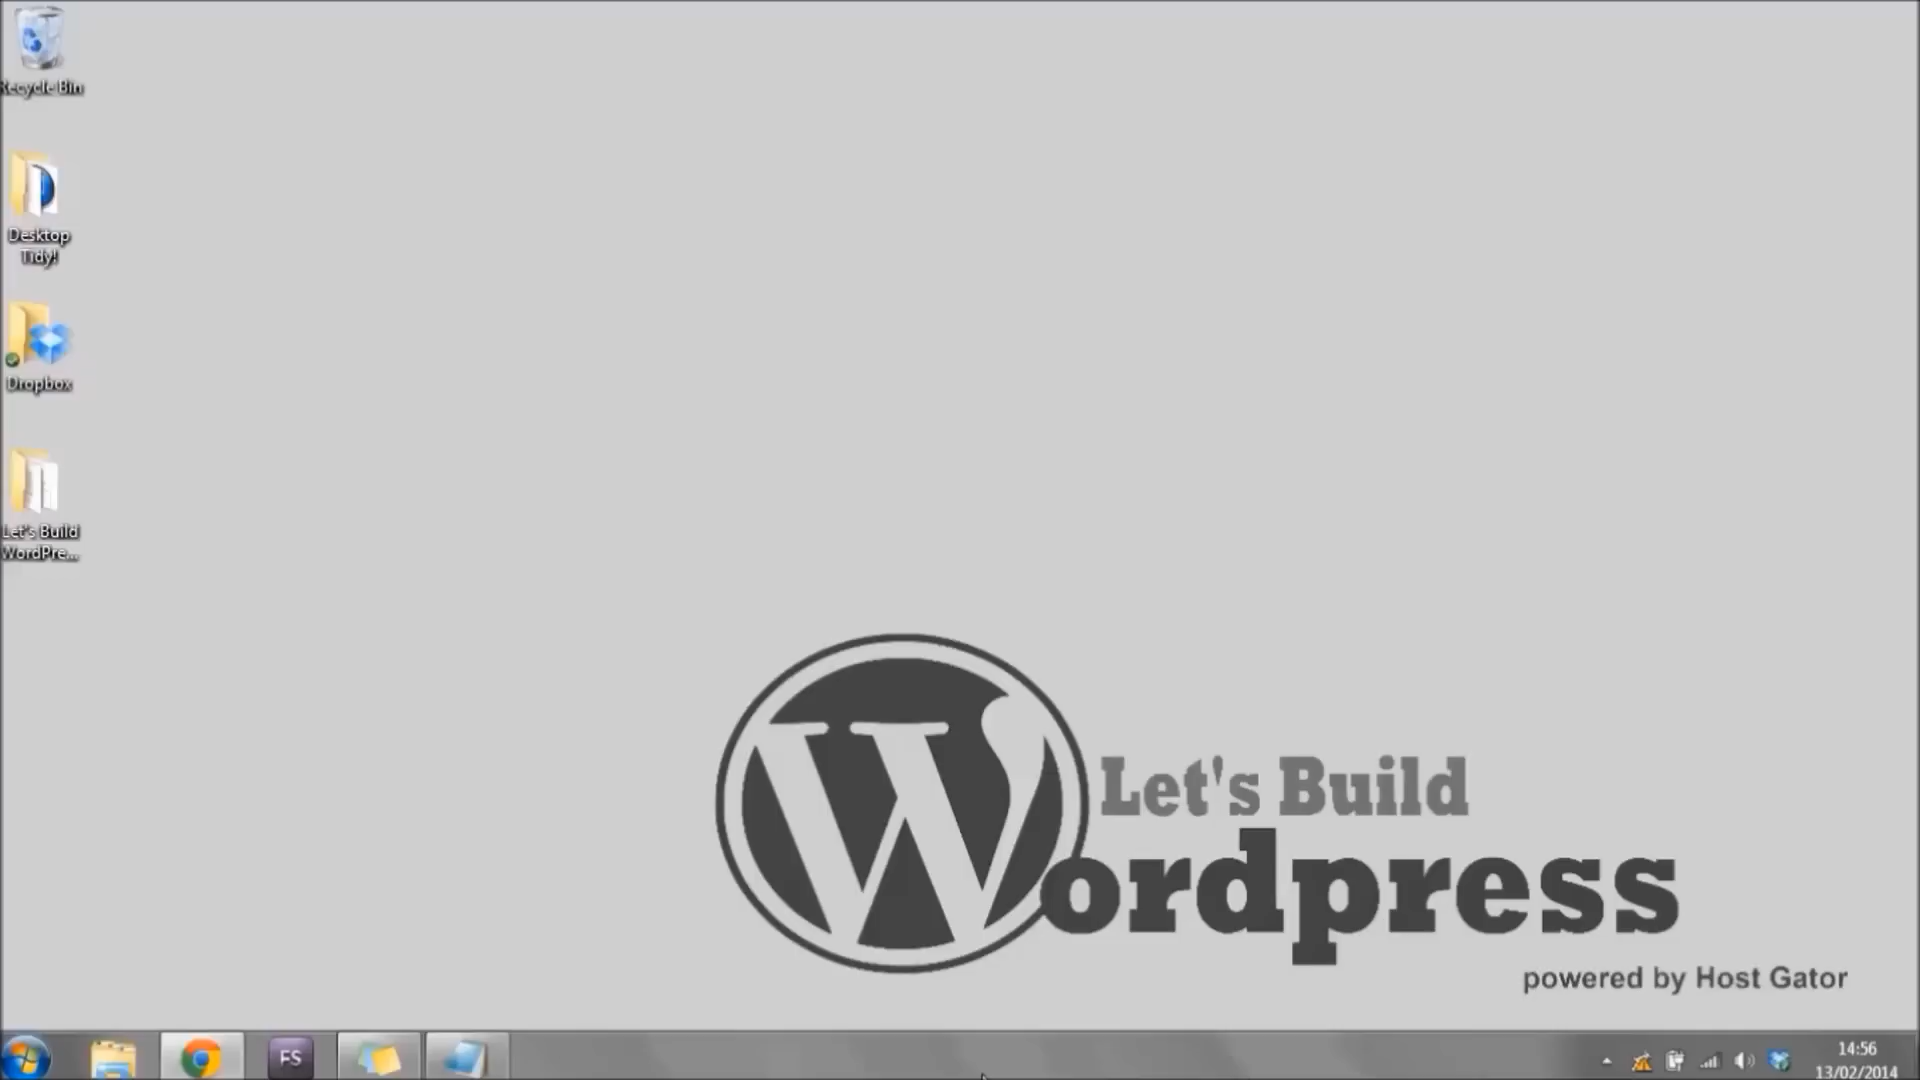 Recycle Bin
Desktop
Tidy!
Dropbox
Let's Build
WordPre...
Let's Build
Wordpress
powered by Host Gator
FS
14:56
13/02/2014